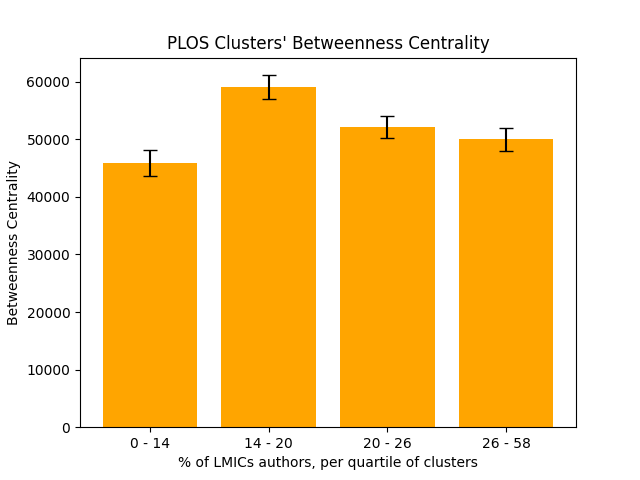 PLOS Clusters' Betweenness Centrality
60000
50000
40000
30000
20000
10000
0
Betweenness Centrality
0 - 14
14 - 20
20 - 26
26 - 58
% of LMICs authors, per quartile of clusters